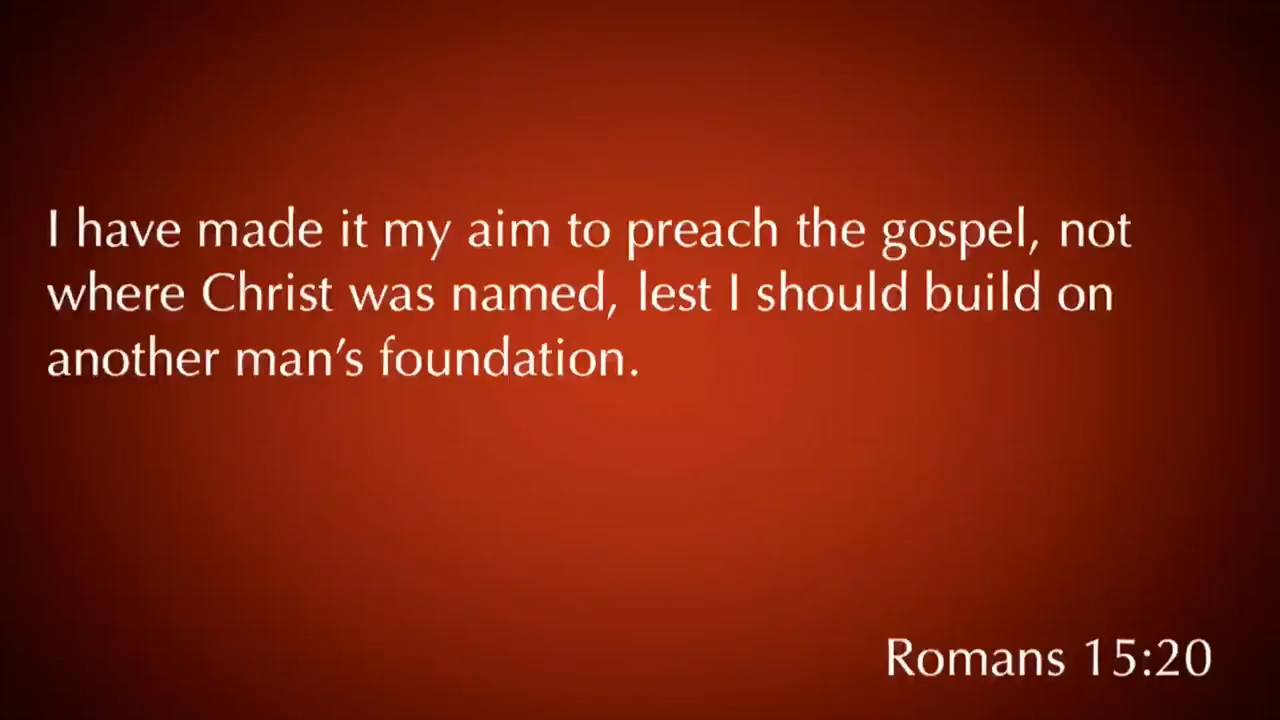 I have made it my aim to preach the gospel, not
where Christ was named, lest I should build on
another man’s foundation.
Romans 15:20